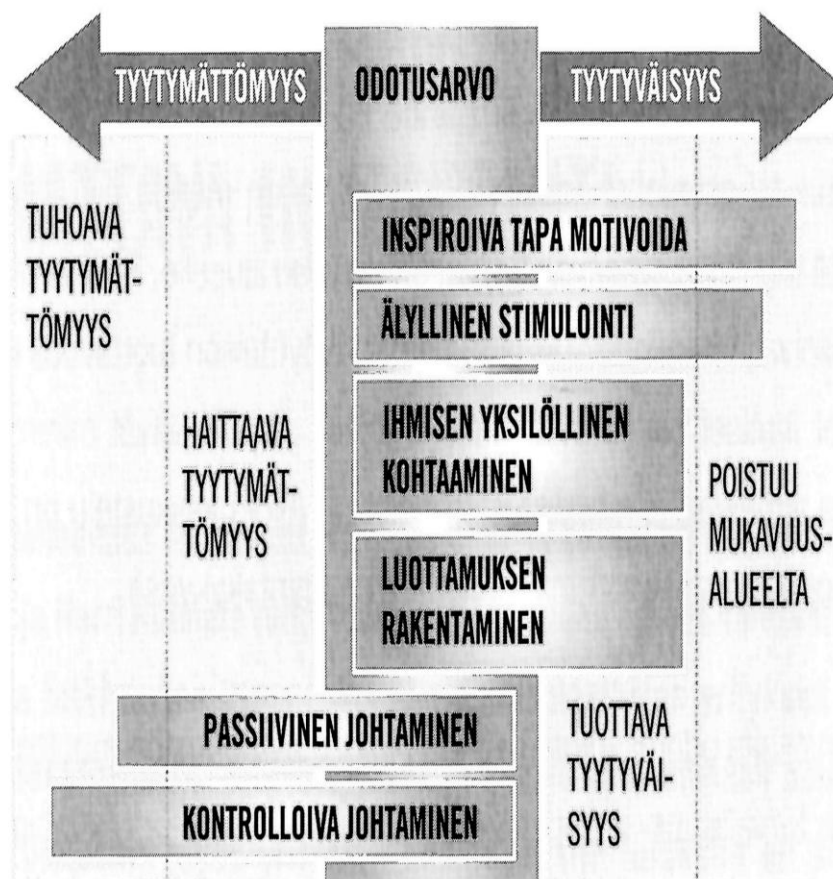 TYYTYMÄTTÖMYYS
ODOTUSARVO
TYYTYVÄISYYS
TUHOAVA
TYYTYMÄT-
TÖMYYS
INSPIROIVA TAPA MOTIVOIDA
ÄLYLLINEN STIMULOINTI
HAITTAAVA
TYYTYMÄT-
TÖMYYS
IHMISEN YKSILÖLLINEN
KOHTAAMINEN
POISTUU
MUKAVUUS-
ALUEELTA
LUOTTAMUKSEN
RAKENTAMINEN
PASSIIVINEN JOHTAMINEN
KONTROLLOIVA JOHTAMINEN
TUOTTAVA
TYYTYVÄI-
SYYS